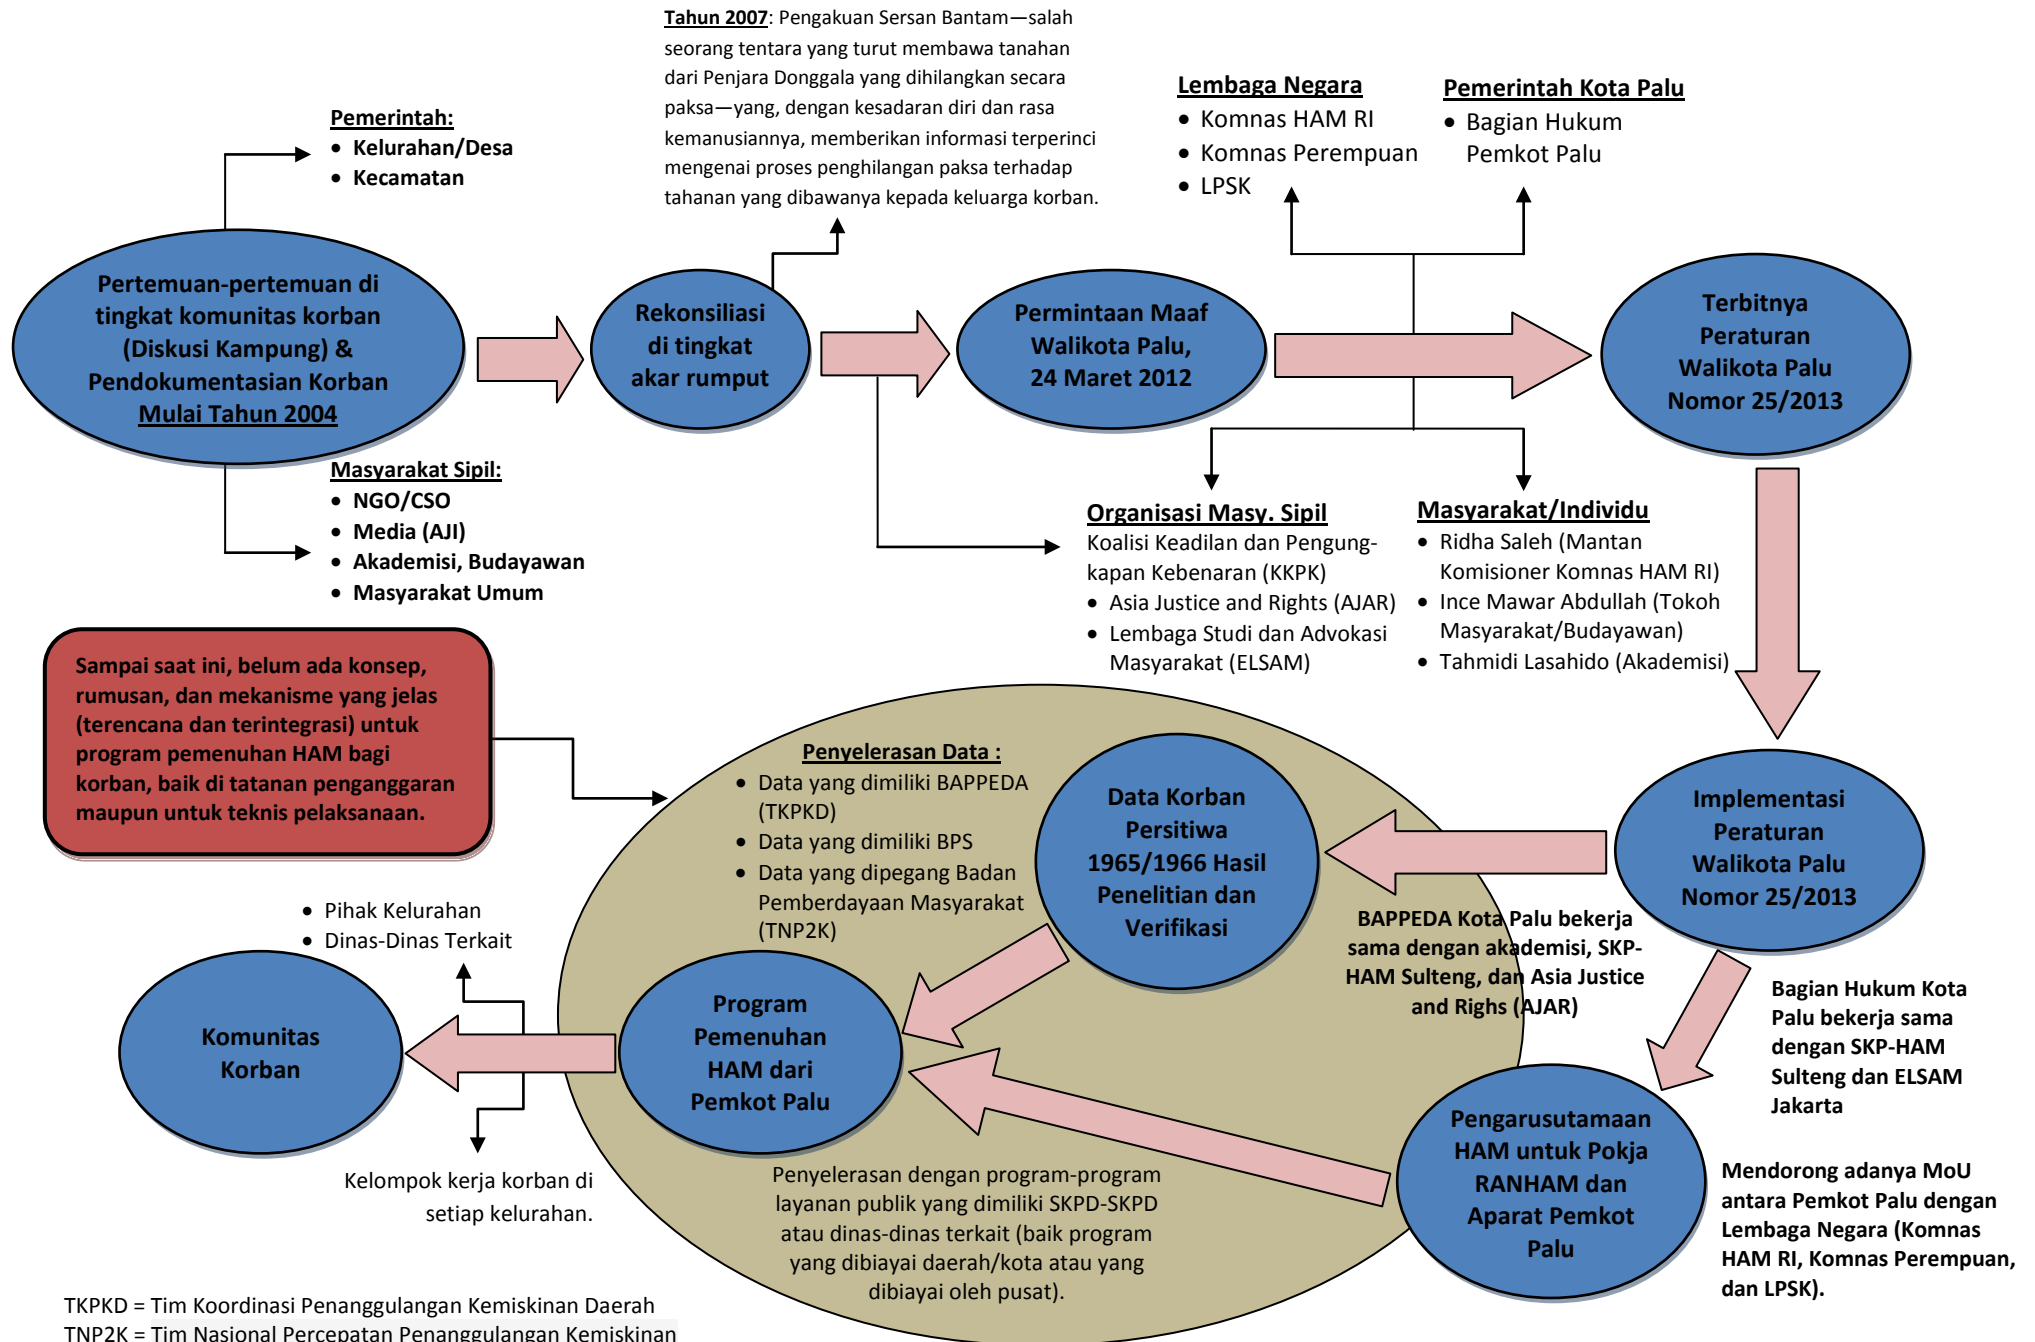 Tahun 2007: Pengakuan Sersan Bantam—salah
seorang tentara yang turut membawa tanahan
dari Penjara Donggala yang dihilangkan secara
paksa—yang, dengan kesadaran diri dan rasa
kemanusiannya, memberikan informasi terperinci
mengenai proses penghilangan paksa terhadap
tahanan yang dibawanya kepada keluarga korban.
Pemerintah:
• Kelurahan/Desa
• Kecamatan
Lembaga Negara
• Komnas HAM RI
• Komnas Perempuan
• LPSK
Pemerintah Kota Palu
• Bagian Hukum
Pemkot Palu
Pertemuan-pertemuan di
tingkat komunitas korban
(Diskusi Kampung) &
Pendokumentasian Korban
Mulai Tahun 2004
Rekonsiliasi
di tingkat
akar rumput
Permintaan Maaf
Walikota Palu,
24 Maret 2012
Terbitnya
Peraturan
Walikota Palu
Nomor 25/2013
Masyarakat Sipil:
• NGO/CSO
• Media (AJI)
• Akademisi, Budayawan
• Masyarakat Umum
Organisasi Masy. Sipil
Koalisi Keadilan dan Pengung-
kapan Kebenaran (KKPK)
• Asia Justice and Rights (AJAR)
• Lembaga Studi dan Advokasi
Masyarakat (ELSAM)
Masyarakat/Individu
• Ridha Saleh (Mantan
Komisioner Komnas HAM RI)
• Ince Mawar Abdullah (Tokoh
Masyarakat/Budayawan)
• Tahmidi Lasahido (Akademisi)
Sampai saat ini, belum ada konsep,
rumusan, dan mekanisme yang jelas
(terencana dan terintegrasi) untuk
program pemenuhan HAM bagi
korban, baik di tatanan penganggaran
maupun untuk teknis pelaksanaan.
Penyelerasan Data :
• Data yang dimiliki BAPPEDA
(TKPKD)
• Data yang dimiliki BPS
• Data yang dipegang Badan
Pemberdayaan Masyarakat
(TNP2K)
Data Korban
Persitiwa
1965/1966 Hasil
Penelitian dan
Verifikasi
Implementasi
Peraturan
Walikota Palu
Nomor 25/2013
BAPPEDA Kota Palu bekerja
sama dengan akademisi, SKP-
HAM Sulteng, dan Asia Justice
and Righs (AJAR)
• Pihak Kelurahan
• Dinas-Dinas Terkait
Komunitas
Korban
Program
Pemenuhan
HAM dari
Pemkot Palu
Bagian Hukum Kota
Palu bekerja sama
dengan SKP-HAM
Sulteng dan ELSAM
Jakarta
Pengarusutamaan
HAM untuk Pokja
RANHAM dan
Aparat Pemkot
Palu
Kelompok kerja korban di
setiap kelurahan.
Penyelerasan dengan program-program
layanan publik yang dimiliki SKPD-SKPD
atau dinas-dinas terkait (baik program
yang dibiayai daerah/kota atau yang
dibiayai oleh pusat).
Mendorong adanya MoU
antara Pemkot Palu dengan
Lembaga Negara (Komnas
HAM RI, Komnas Perempuan,
dan LPSK).
TKPKD = Tim Koordinasi Penanggulangan Kemiskinan Daerah
TNP2K = Tim Nasional Percepatan Penanggulangan Kemiskinan